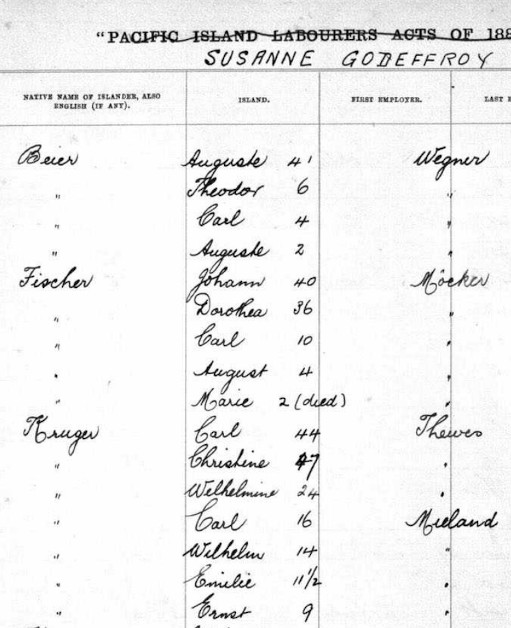 "PACIFIC ISLAND LABOURERS ACTS OF 188
SUSANNE GODEFFROY
NATIVE NAME OF ISLANDER, ALSO ENGLISH (IF ANY). ISLAND. FIRST EMPLOYER. LAST E
Beier Auguste 41 Wegner
" Theodor 6 "
" Carl 4 "
" Auguste 2 "
Fischer Johann 40 Möcker
" Dorothea 36 "
" Carl 10 "
" August 4 "
" Marie 2 (died) "
Kruger Carl 44 Thewes
" Christine 47 "
" Wilhelmine 24 "
" Carl 16 Mieland
" Wilhelm 14 "
" Emilie 11 1/2 "
" Ernst 9 "